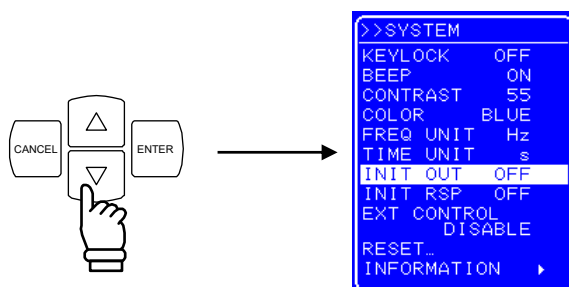 CANCEL
ENTER
>>SYSTEM
KEYLOCK OFF
BEEP ON
CONTRAST 55
COLOR BLUE
FREQ UNIT Hz
TIME UNIT s
INIT OUT OFF
INIT RSP OFF
EXT CONTROL
DISABLE
RESET…
INFORMATION